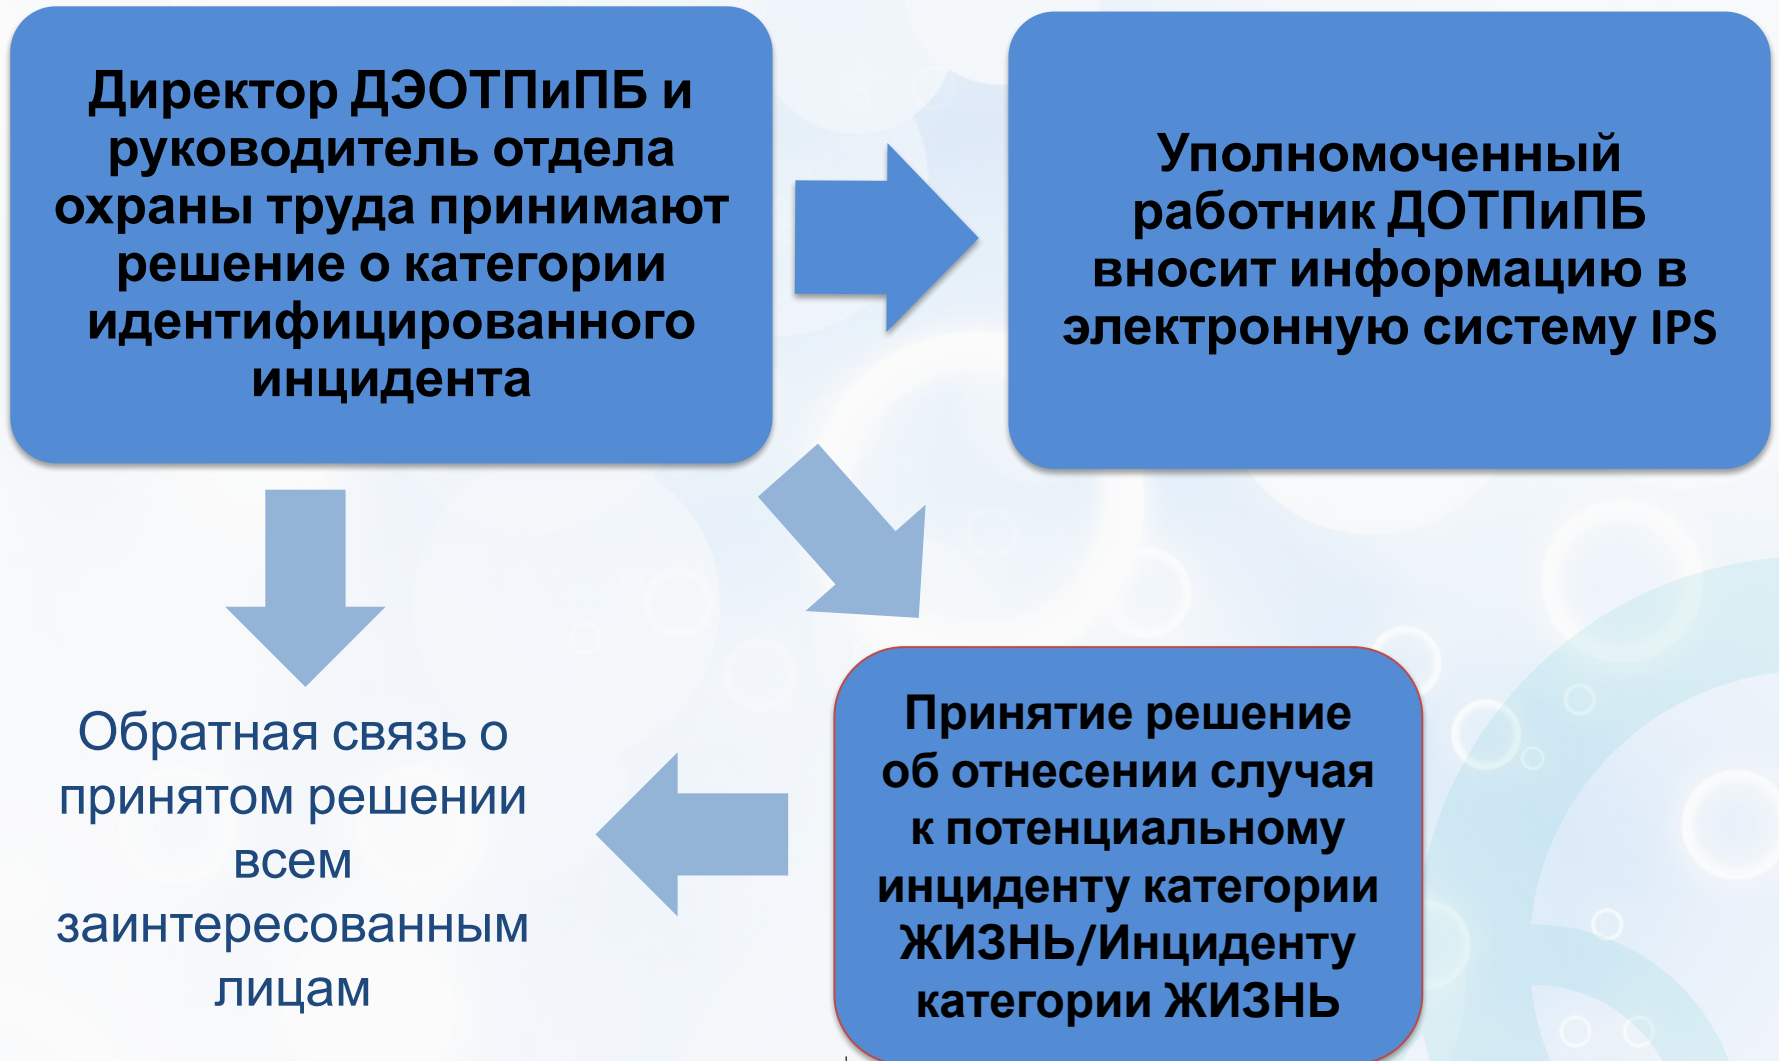 Директор ДЭОТПиПБ и
руководитель отдела
охраны труда принимают
решение о категории
идентифицированного
инцидента
Уполномоченный
работник ДОТПиПБ
вносит информацию в
электронную систему IPS
Обратная связь о
принятом решении
всем
заинтересованным
лицам
Принятие решение
об отнесении случая
к потенциальному
инциденту категории
ЖИЗНЬ/Инциденту
категории ЖИЗНЬ